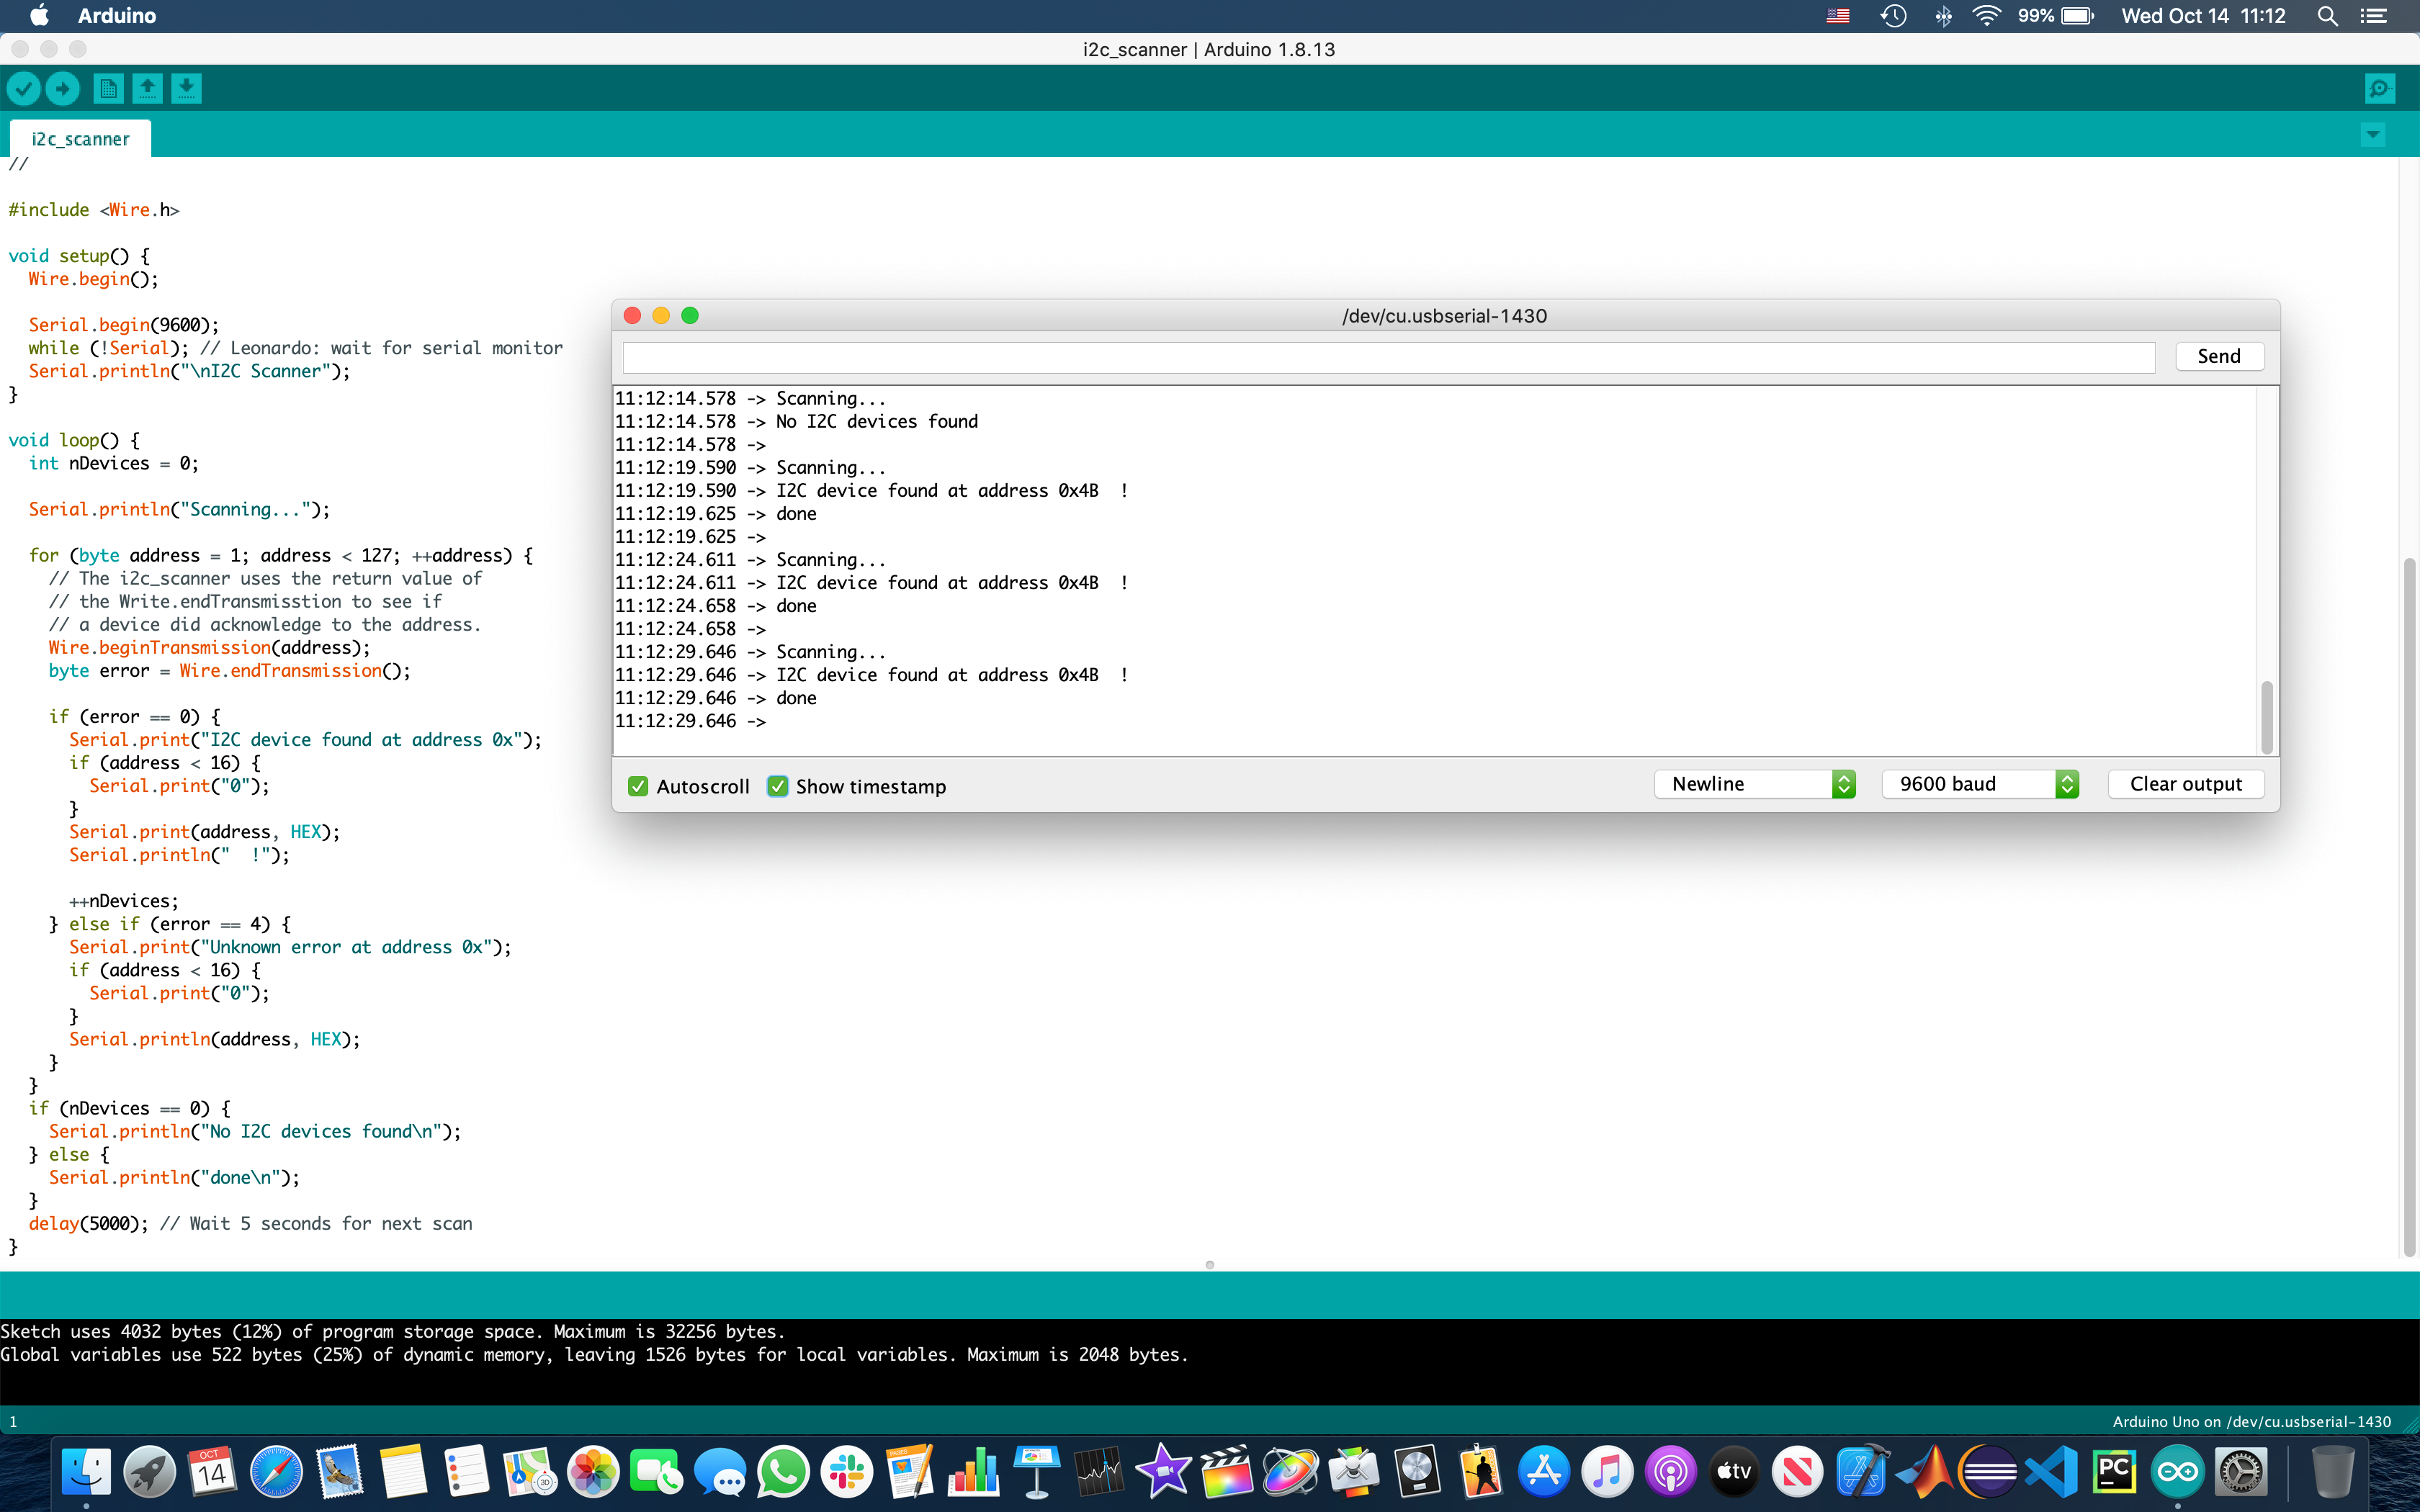 Arduino
99%
Wed Oct 14 11:12
i2c_scanner | Arduino 1.8.13
i2c_scanner
//
#include <Wire.h>
void setup() {
  Wire.begin();
  Serial.begin(9600);
  while (!Serial); // Leonardo: wait for serial monitor
  Serial.println("\nI2C Scanner");
}
void loop() {
  int nDevices = 0;
  Serial.println("Scanning...");
  for (byte address = 1; address < 127; ++address) {
    // The i2c_scanner uses the return value of
    // the Write.endTransmisstion to see if
    // a device did acknowledge to the address.
    Wire.beginTransmission(address);
    byte error = Wire.endTransmission();
    if (error == 0) {
      Serial.print("I2C device found at address 0x");
      if (address < 16) {
        Serial.print("0");
      }
      Serial.print(address, HEX);
      Serial.println("  !");
      ++nDevices;
    } else if (error == 4) {
      Serial.print("Unknown error at address 0x");
      if (address < 16) {
        Serial.print("0");
      }
      Serial.println(address, HEX);
    }
  }
  if (nDevices == 0) {
    Serial.println("No I2C devices found\n");
  } else {
    Serial.println("done\n");
  }
  delay(5000); // Wait 5 seconds for next scan
}
/dev/cu.usbserial-1430
Send
11:12:14.578 -> Scanning...
11:12:14.578 -> No I2C devices found
11:12:14.578 ->
11:12:19.590 -> Scanning...
11:12:19.590 -> I2C device found at address 0x4B  !
11:12:19.625 -> done
11:12:19.625 ->
11:12:24.611 -> Scanning...
11:12:24.611 -> I2C device found at address 0x4B  !
11:12:24.658 -> done
11:12:24.658 ->
11:12:29.646 -> Scanning...
11:12:29.646 -> I2C device found at address 0x4B  !
11:12:29.646 -> done
11:12:29.646 ->
Autoscroll
Show timestamp
Newline
9600 baud
Clear output
Sketch uses 4032 bytes (12%) of program storage space. Maximum is 32256 bytes.
Global variables use 522 bytes (25%) of dynamic memory, leaving 1526 bytes for local variables. Maximum is 2048 bytes.
1
Arduino Uno on /dev/cu.usbserial-1430
OCT
14
3D
PAGES
tv
PC